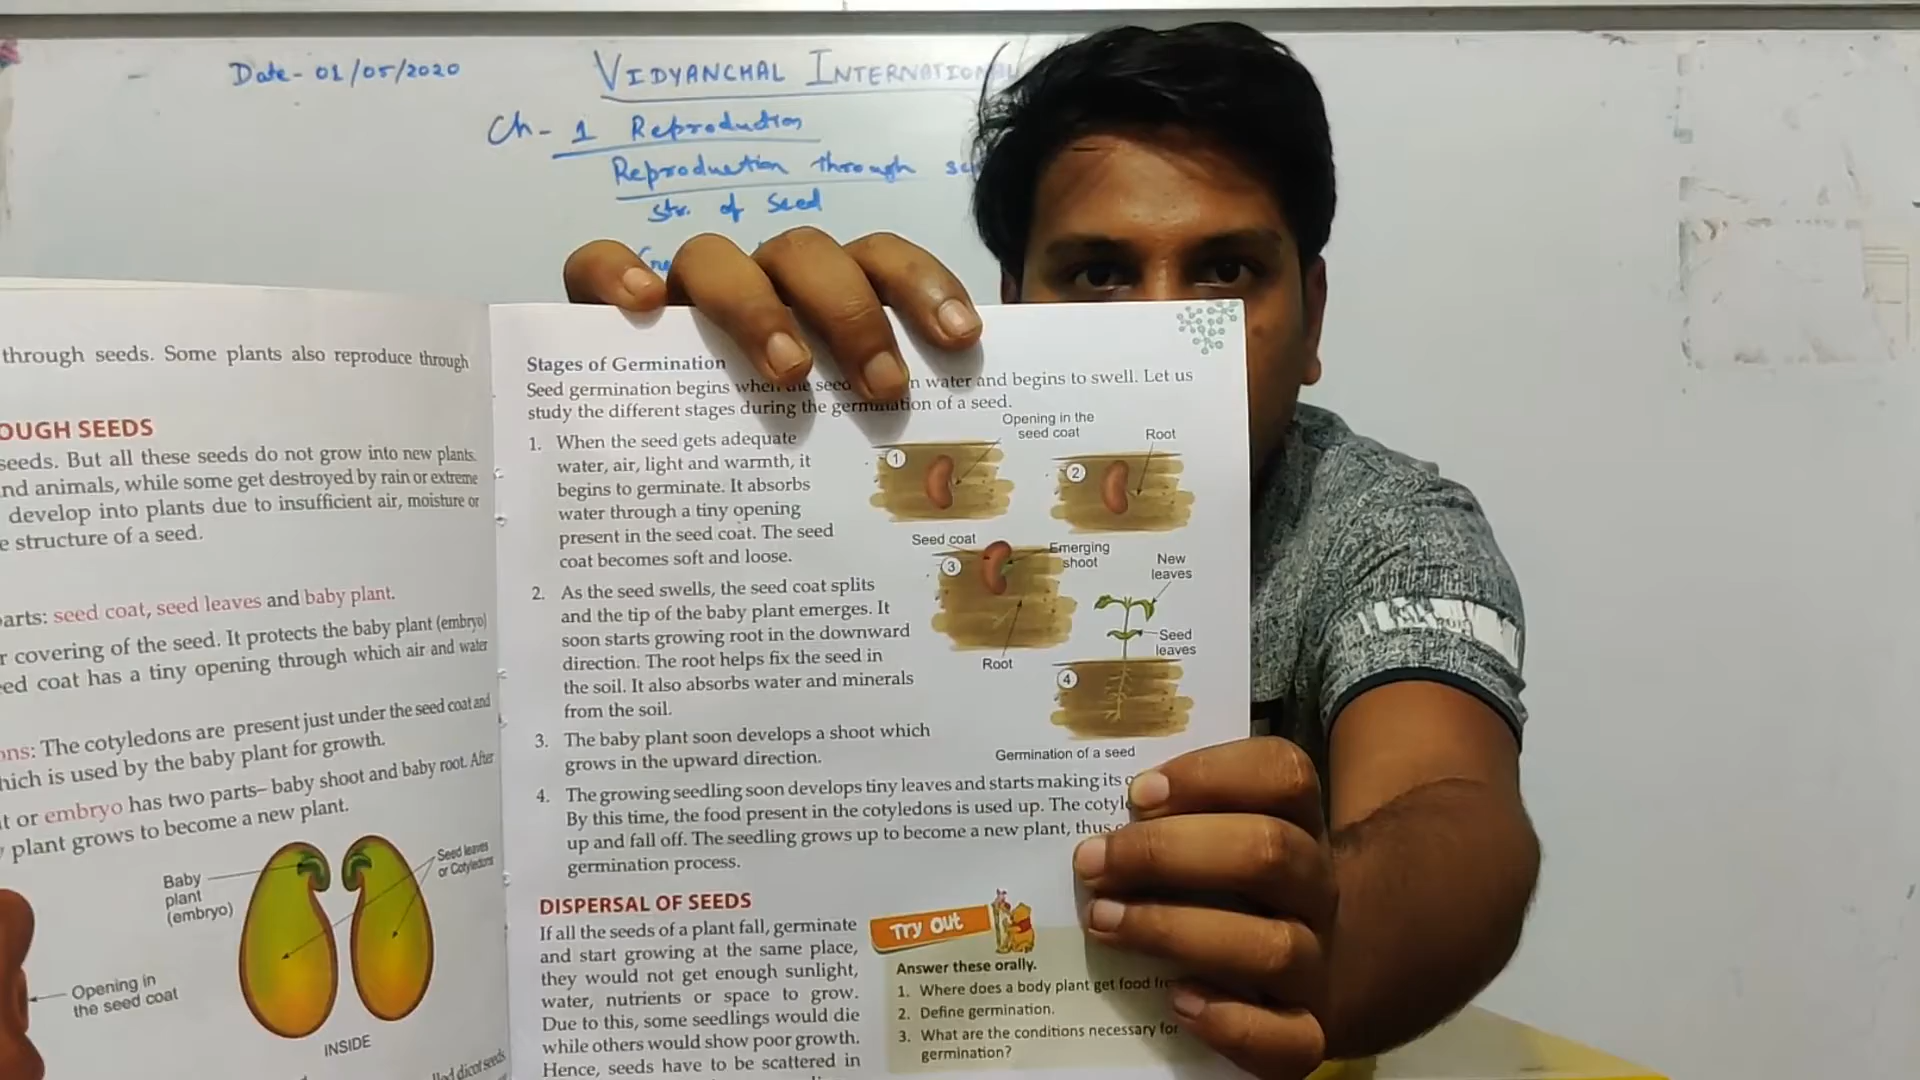 Date- 01/05/2020
VIDYANCHAL INTERNATIONAL
Ch- 1 Reproduction
Reproduction through
Str. of Seed
through seeds. Some plants also reproduce through
OUGH SEEDS
seeds. But all these seeds do not grow into new plants.
nd animals, while some get destroyed by rain or extreme
develop into plants due to insufficient air, moisture or
e structure of a seed.
arts: seed coat, seed leaves and baby plant.
r covering of the seed. It protects the baby plant (embryo)
eed coat has a tiny opening through which air and water
ons: The cotyledons are present just under the seed coat and
hich is used by the baby plant for growth.
t or embryo has two parts– baby shoot and baby root. After
plant grows to become a new plant.
Baby
plant
(embryo)
Seed leaves
or Cotyledons
Opening in
the seed coat
INSIDE
dicot seeds
Stages of Germination
Seed germination begins when the seed n water and begins to swell. Let us
study the different stages during the germination of a seed.
1. When the seed gets adequate
water, air, light and warmth, it
begins to germinate. It absorbs
water through a tiny opening
present in the seed coat. The seed
coat becomes soft and loose.
2. As the seed swells, the seed coat splits
and the tip of the baby plant emerges. It
soon starts growing root in the downward
direction. The root helps fix the seed in
the soil. It also absorbs water and minerals
from the soil.
3. The baby plant soon develops a shoot which
grows in the upward direction.
4. The growing seedling soon develops tiny leaves and starts making its
By this time, the food present in the cotyledons is used up. The cotyle
up and fall off. The seedling grows up to become a new plant, thus
germination process.
Opening in the
seed coat
Root
1
2
Seed coat
Emerging
shoot
3
New
leaves
Seed
leaves
Root
4
Germination of a seed
DISPERSAL OF SEEDS
If all the seeds of a plant fall, germinate
and start growing at the same place,
they would not get enough sunlight,
water, nutrients or space to grow.
Due to this, some seedlings would die
while others would show poor growth.
Hence, seeds have to be scattered in
Try Out
Answer these orally.
1. Where does a body plant get food
2. Define germination.
3. What are the conditions necessary for
germination?